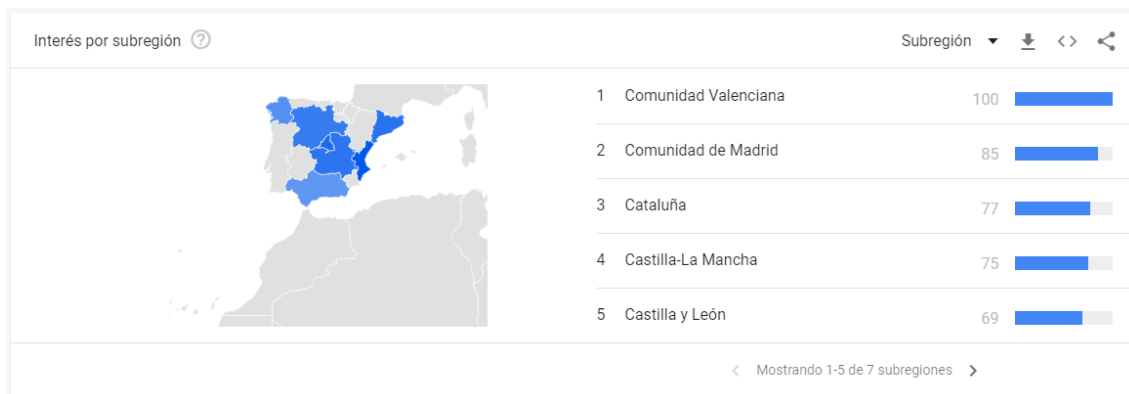 Interés por subregión
Subregión
1 Comunidad Valenciana 100
2 Comunidad de Madrid 85
3 Cataluña 77
4 Castilla-La Mancha 75
5 Castilla y León 69
Mostrando 1-5 de 7 subregiones